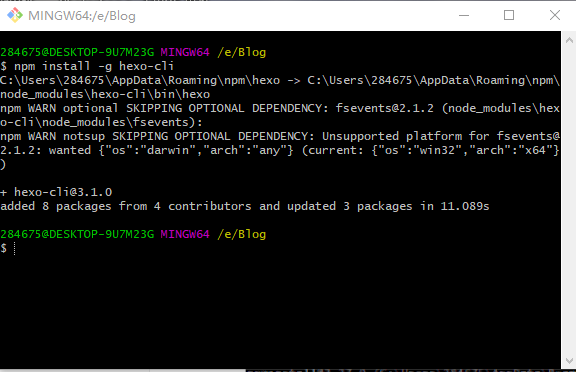 MINGW64:/e/Blog
284675@DESKTOP-9U7M23G MINGW64 /e/Blog
$ npm install -g hexo-cli
C:\Users\284675\AppData\Roaming\npm\hexo -> C:\Users\284675\AppData\Roaming\npm\
node_modules\hexo-cli\bin\hexo
npm WARN optional SKIPPING OPTIONAL DEPENDENCY: fsevents@2.1.2 (node_modules\hex
o-cli\node_modules\fsevents):
npm WARN notsup SKIPPING OPTIONAL DEPENDENCY: Unsupported platform for fsevents@
2.1.2: wanted {"os":"darwin","arch":"any"} (current: {"os":"win32","arch":"x64"}
)
+ hexo-cli@3.1.0
added 8 packages from 4 contributors and updated 3 packages in 11.089s
284675@DESKTOP-9U7M23G MINGW64 /e/Blog
$